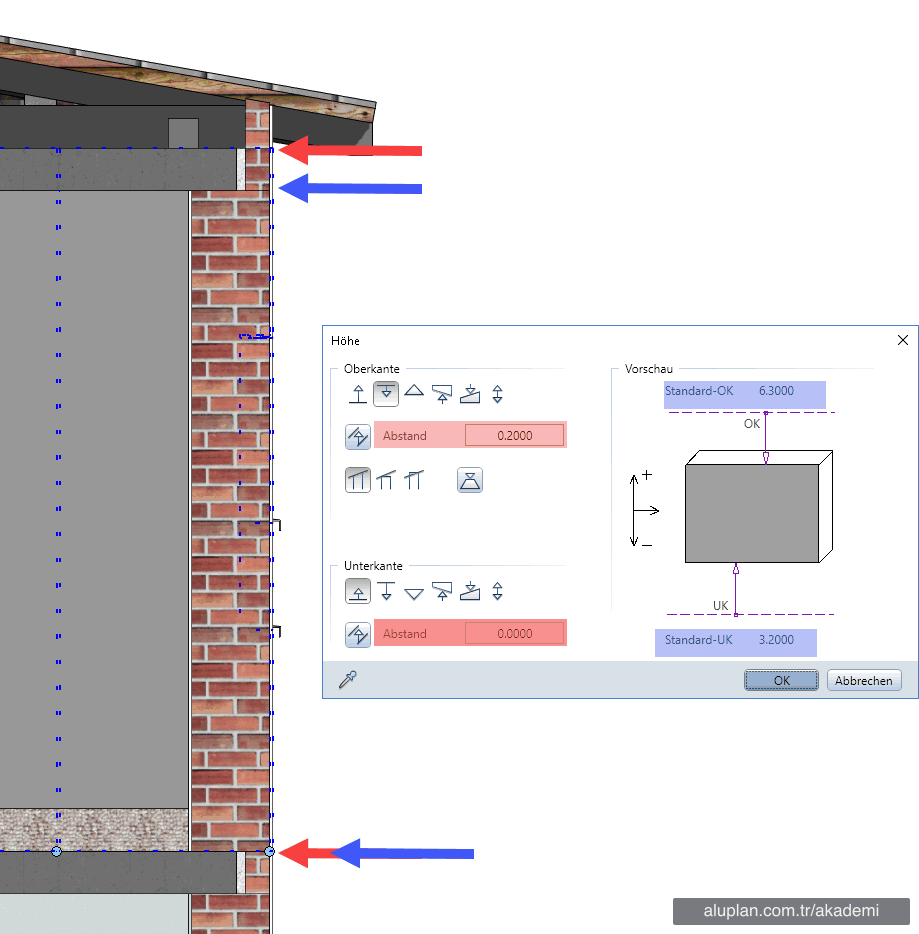 Höhe
Oberkante
Vorschau
Standard-OK 6.3000
OK
Abstand 0.2000
+
−
Unterkante
UK
Abstand 0.0000
Standard-UK 3.2000
OK Abbrechen
aluplan.com.tr/akademi